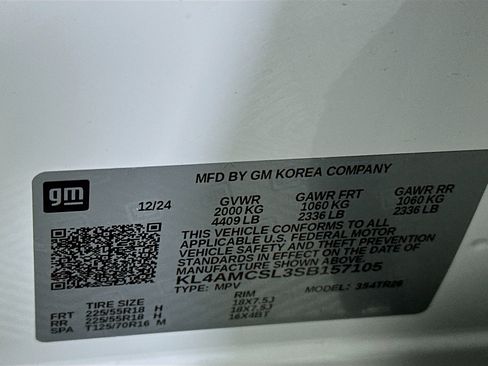 MFD BY GM KOREA COMPANY
gm
12/24 GVWR GAWR FRT GAWR RR
2000 KG 1060 KG 1060 KG
4409 LB 2336 LB 2336 LB
THIS VEHICLE CONFORMS TO ALL
APPLICABLE U.S. FEDERAL MOTOR
VEHICLE SAFETY AND THEFT PREVENTION
STANDARDS IN EFFECT ON THE DATE OF
MANUFACTURE SHOWN ABOVE.
KL4AMCSL3SB157105
TYPE: MPV MODEL:
TIRE SIZE RIM
FRT 225/55R18 H 18X7.5J
RR 225/55R18 H 18X7.5J
SPA T125/70R16 M 16X4BT